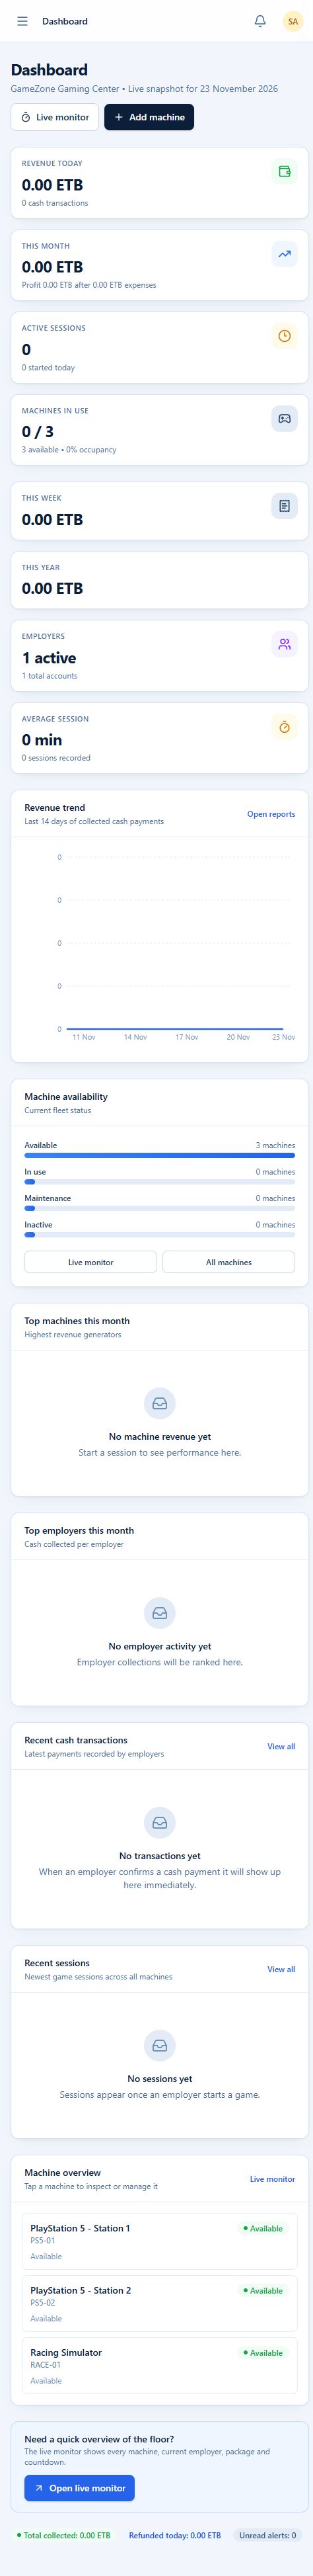 Dashboard
SA
Dashboard
GameZone Gaming Center • Live snapshot for 23 November 2026
Live monitor
Add machine
REVENUE TODAY
0.00 ETB
0 cash transactions
THIS MONTH
0.00 ETB
Profit 0.00 ETB after 0.00 ETB expenses
ACTIVE SESSIONS
0
0 started today
MACHINES IN USE
0 / 3
3 available • 0% occupancy
THIS WEEK
0.00 ETB
THIS YEAR
0.00 ETB
EMPLOYERS
1 active
1 total accounts
AVERAGE SESSION
0 min
0 sessions recorded
Revenue trend
Last 14 days of collected cash payments
Open reports
0
0
0
0
0
11 Nov 14 Nov 17 Nov 20 Nov 23 Nov
Machine availability
Current fleet status
Available 3 machines
In use 0 machines
Maintenance 0 machines
Inactive 0 machines
Live monitor
All machines
Top machines this month
Highest revenue generators
No machine revenue yet
Start a session to see performance here.
Top employers this month
Cash collected per employer
No employer activity yet
Employer collections will be ranked here.
Recent cash transactions
Latest payments recorded by employers
View all
No transactions yet
When an employer confirms a cash payment it will show up
here immediately.
Recent sessions
Newest game sessions across all machines
View all
No sessions yet
Sessions appear once an employer starts a game.
Machine overview
Tap a machine to inspect or manage it
Live monitor
PlayStation 5 - Station 1
Available
PS5-01
Available
PlayStation 5 - Station 2
Available
PS5-02
Available
Racing Simulator
Available
RACE-01
Available
Need a quick overview of the floor?
The live monitor shows every machine, current employer, package and
countdown.
Open live monitor
Total collected: 0.00 ETB
Refunded today: 0.00 ETB
Unread alerts: 0